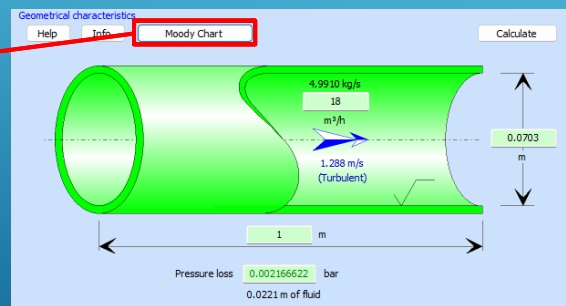 Geometrical characteristics
Help Info Moody Chart Calculate
4.9910 kg/s
18
m³/h
0.0703
m
1.288 m/s
(Turbulent)
1 m
Pressure loss 0.002166622 bar
0.0221 m of fluid